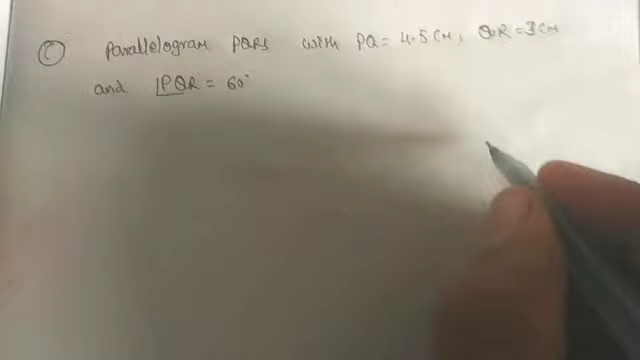 (C) Parallelogram PQRS with PQ = 4.5 cm, QR = 3 cm
and ∠PQR = 60°